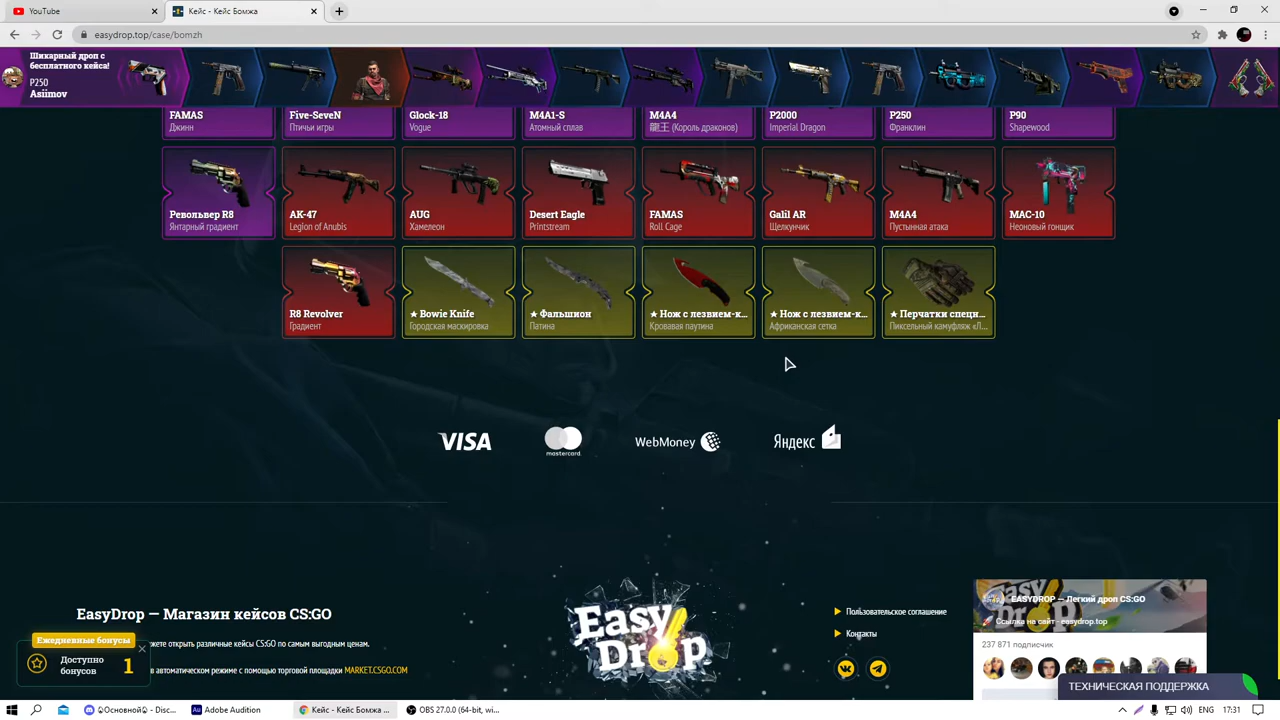 YouTube
Кейс - Кейс Бомжа
easydrop.top/case/bomzh
Шикарный дроп с
бесплатного кейса!
P250
Asiimov
FAMAS
Джинн
Five-SeveN
Птичьи игры
Glock-18
Vogue
M4A1-S
Атомный сплав
M4A4
龍王 (Король драконов)
P2000
Imperial Dragon
P250
Франклин
P90
Shapewood
Револьвер R8
Янтарный градиент
AK-47
Legion of Anubis
AUG
Хамелеон
Desert Eagle
Printstream
FAMAS
Roll Cage
Galil AR
Щелкунчик
M4A4
Пустынная атака
MAC-10
Неоновый гонщик
R8 Revolver
Градиент
★ Bowie Knife
Городская маскировка
★ Фальшион
Патина
★ Нож с лезвием-к...
Кровавая паутина
★ Нож с лезвием-к...
Африканская сетка
★ Перчатки спецн...
Пиксельный камуфляж «Л...
VISA
mastercard.
WebMoney
Яндекс
EasyDrop — Магазин кейсов CS:GO
жете открыть различные кейсы CS:GO по самым выгодным ценам.
в автоматическом режиме с помощью торговой площадки MARKET.CSGO.COM
Ежедневные бонусы
Доступно
бонусов
1
Easy
Drop
Пользовательское соглашение
Контакты
EASYDROP — Легкий дроп CS:GO
Ссылка на сайт - easydrop.top
237 871 подписчик
ТЕХНИЧЕСКАЯ ПОДДЕРЖКА
♤Основной♤ - Disc...
Adobe Audition
Кейс - Кейс Бомжа ...
OBS 27.0.0 (64-bit, wi...
ENG
17:31